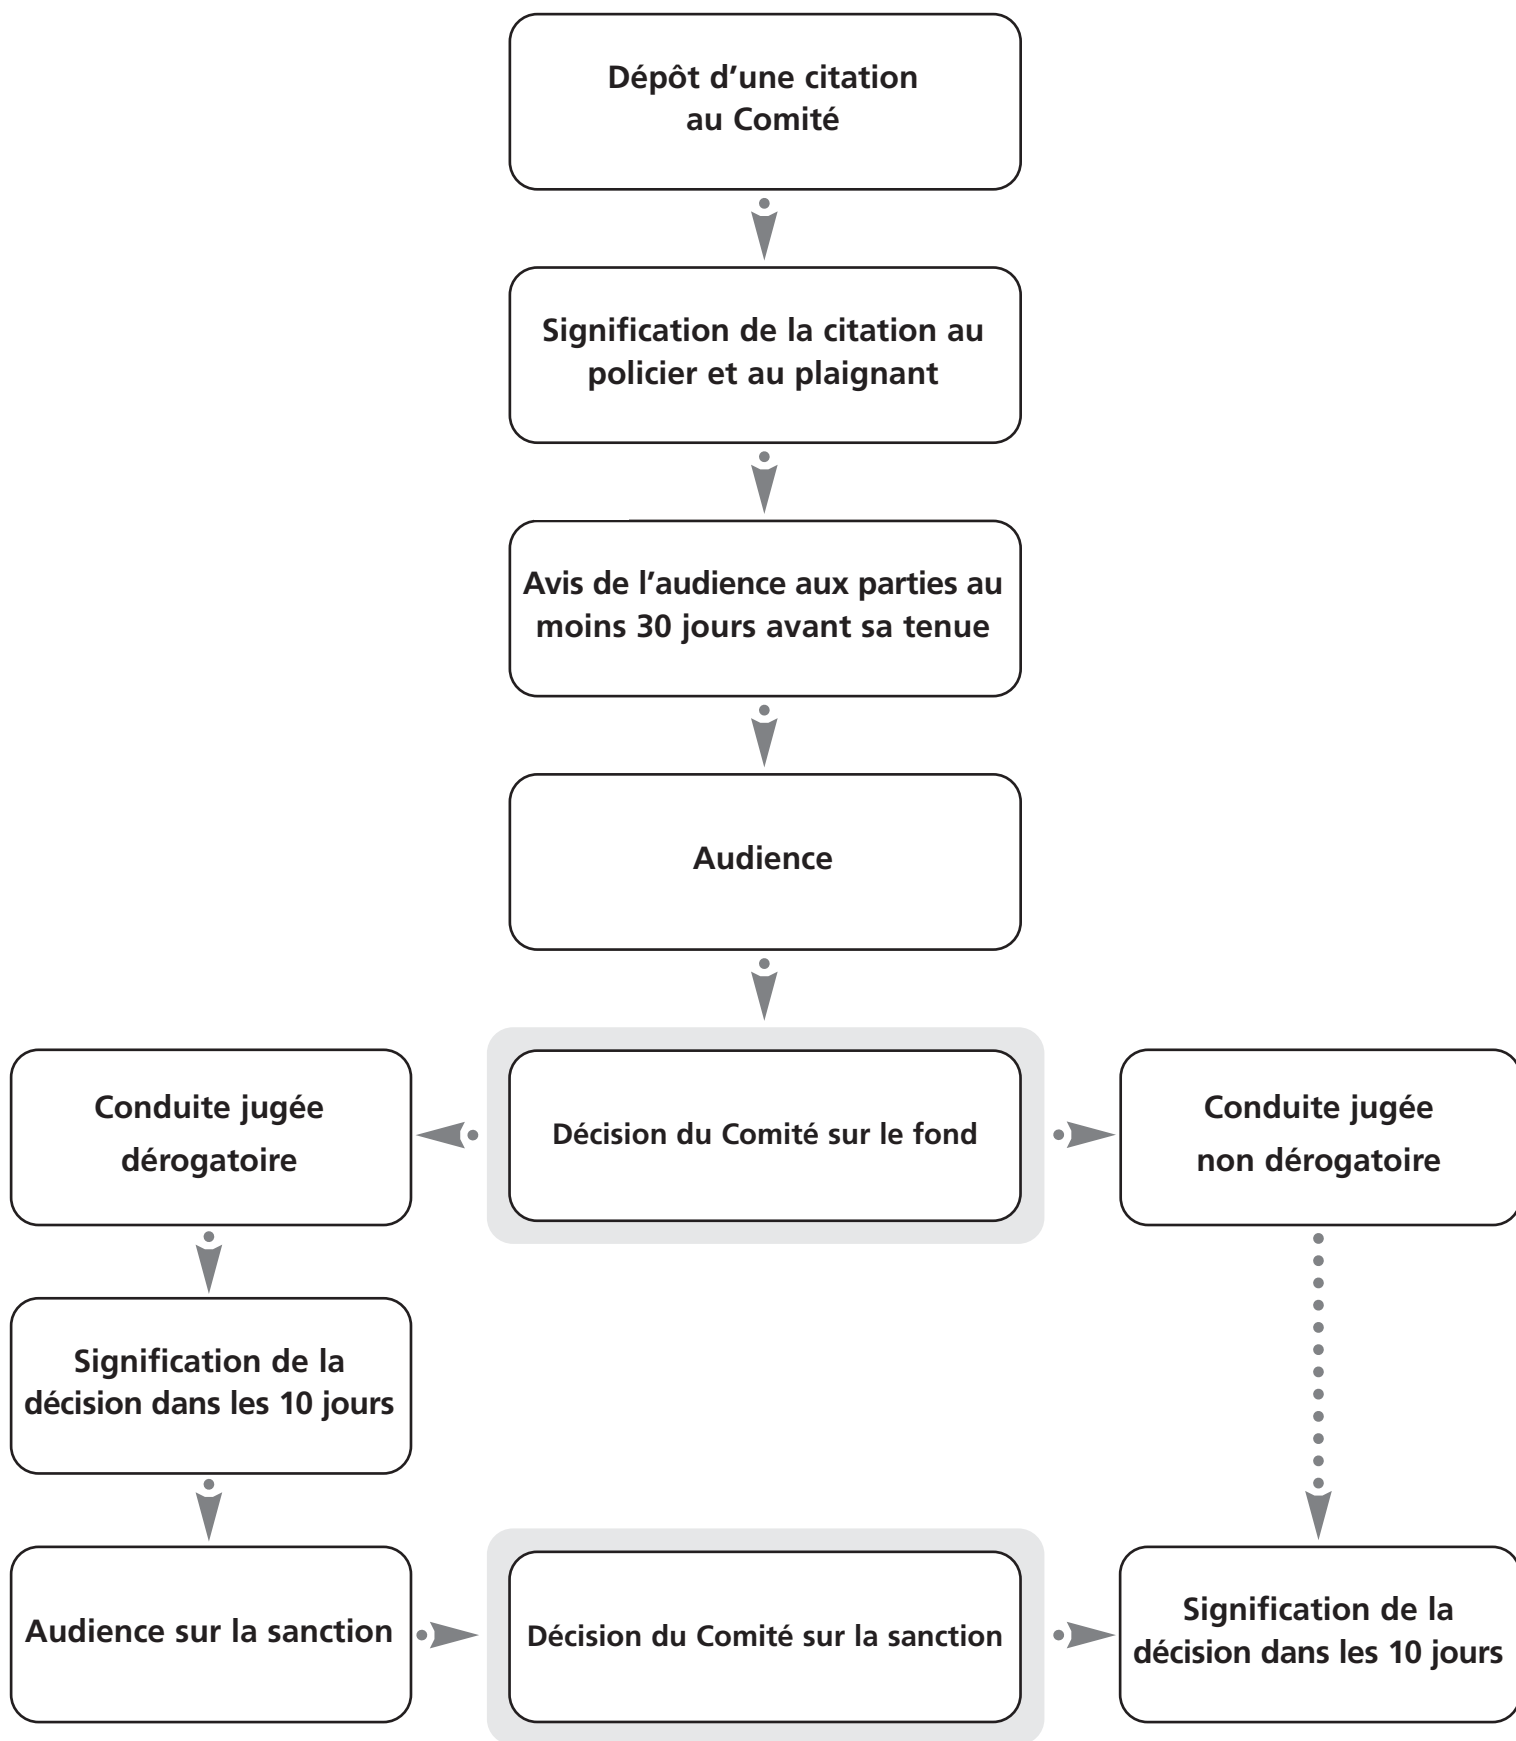 Dépôt d’une citation
au Comité
Signification de la citation au
policier et au plaignant
Avis de l’audience aux parties au
moins 30 jours avant sa tenue
Audience
Décision du Comité sur le fond
Conduite jugée
dérogatoire
Conduite jugée
non dérogatoire
Signification de la
décision dans les 10 jours
Audience sur la sanction
Décision du Comité sur la sanction
Signification de la
décision dans les 10 jours